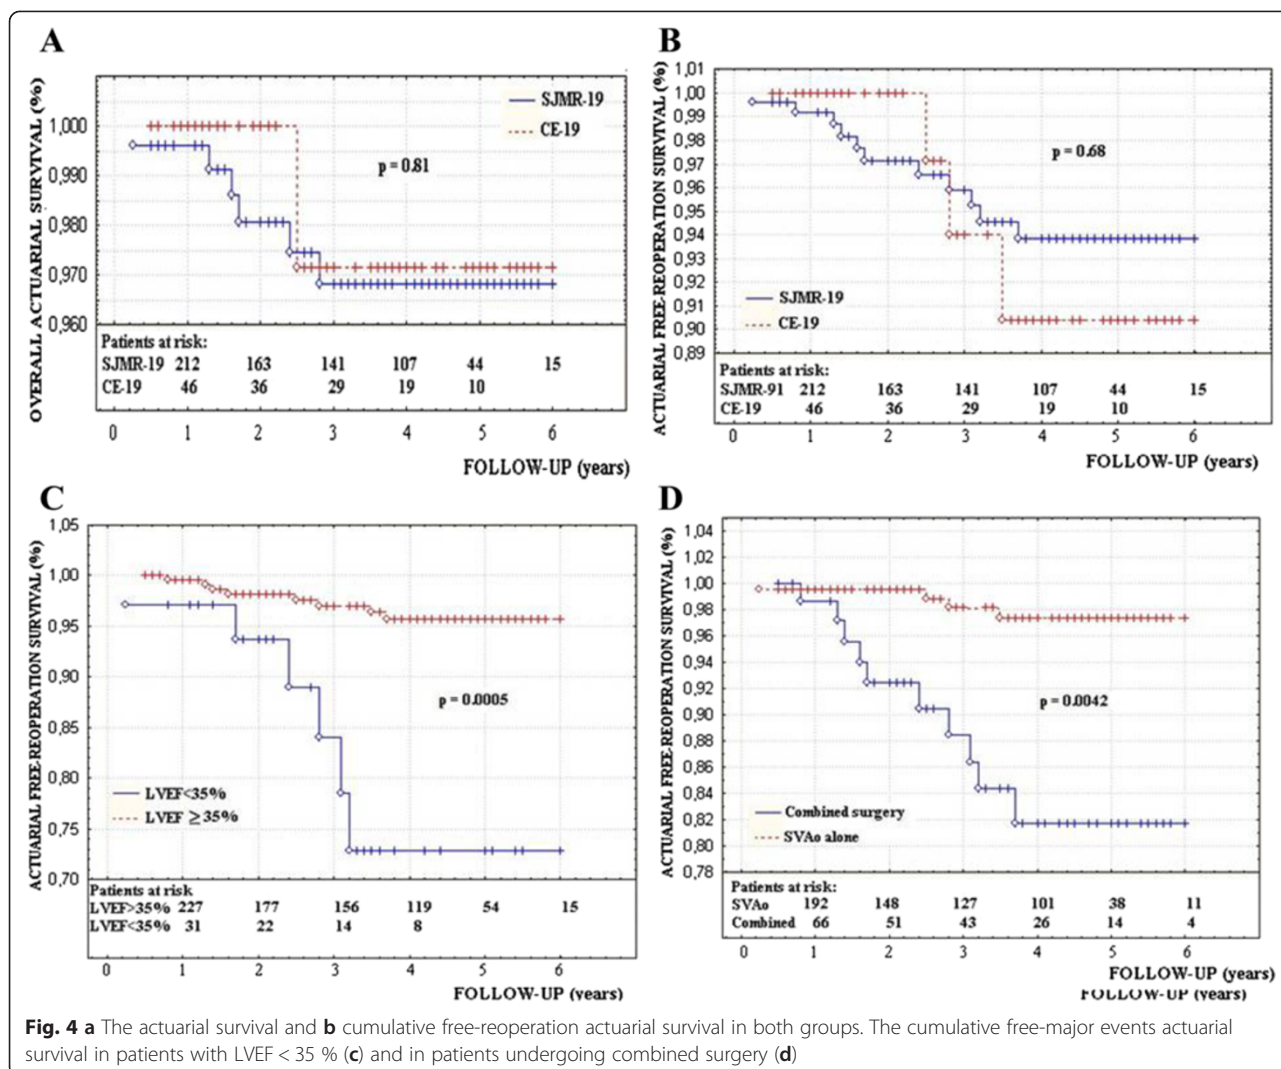 A
OVERALL ACTUARIAL SURVIVAL (%)
1,000
0,990
0,980
0,970
0,960
SJMR-19
CE-19
p = 0.81
Patients at risk:
SJMR-19 212 163 141 107 44 15
CE-19 46 36 29 19 10
0 1 2 3 4 5 6
FOLLOW-UP (years)
B
ACTUARIAL FREE-REOPERATION SURVIVAL (%)
1,01
1,00
0,99
0,98
0,97
0,96
0,95
0,94
0,93
0,92
0,91
0,90
0,89
p = 0.68
SJMR-19
CE-19
Patients at risk:
SJMR-91 212 163 141 107 44 15
CE-19 46 36 29 19 10
0 1 2 3 4 5 6
FOLLOW-UP (years)
C
ACTUARIAL FREE-REOPERATION SURVIVAL (%)
1,05
1,00
0,95
0,90
0,85
0,80
0,75
0,70
p = 0.0005
LVEF<35%
LVEF ≥35%
Patients at risk
LVEF>35% 227 177 156 119 54 15
LVEF<35% 31 22 14 8
0 1 2 3 4 5 6
FOLLOW-UP (years)
D
ACTUARIAL FREE-REOPERATION SURVIVAL (%)
1,04
1,02
1,00
0,98
0,96
0,94
0,92
0,90
0,88
0,86
0,84
0,82
0,80
0,78
p = 0.0042
Combined surgery
SVAo alone
Patients at risk:
SVAo 192 148 127 101 38 11
Combined 66 51 43 26 14 4
0 1 2 3 4 5 6
FOLLOW-UP (years)
FOLLOW-UP (years)
Fig. 4 a The actuarial survival and b cumulative free-reoperation actuarial survival in both groups. The cumulative free-major events actuarial
survival in patients with LVEF < 35 % (c) and in patients undergoing combined surgery (d)